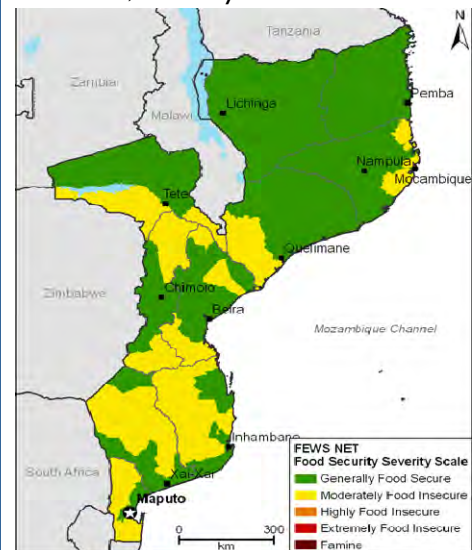 Tanzania
N
Zambia
Pemba
Lichinga
Malawi
Nampula
Mocambique
Tete
Quelimane
Zimbabwe
Chimoio
Beira
Mozambique Channel
Inhambane
South Africa
Xai-Xai
Maputo
0 300
km
FEWS NET
Food Security Severity Scale
Generally Food Secure
Moderately Food Insecure
Highly Food Insecure
Extremely Food Insecure
Famine